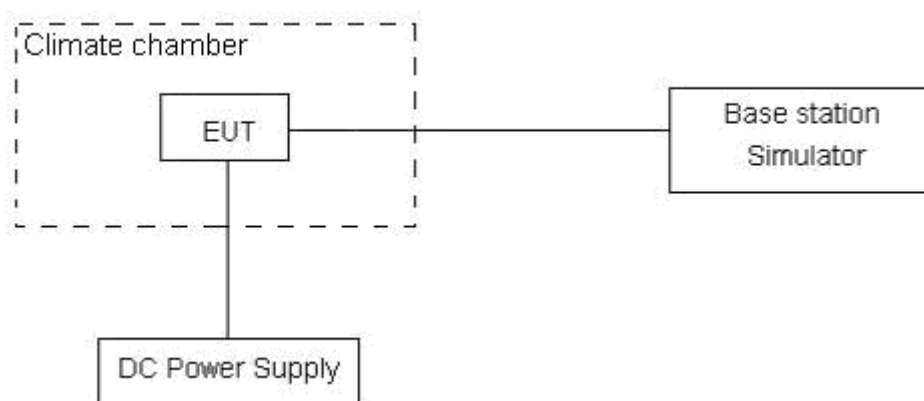 Climate chamber
EUT
Base station
Simulator
DC Power Supply